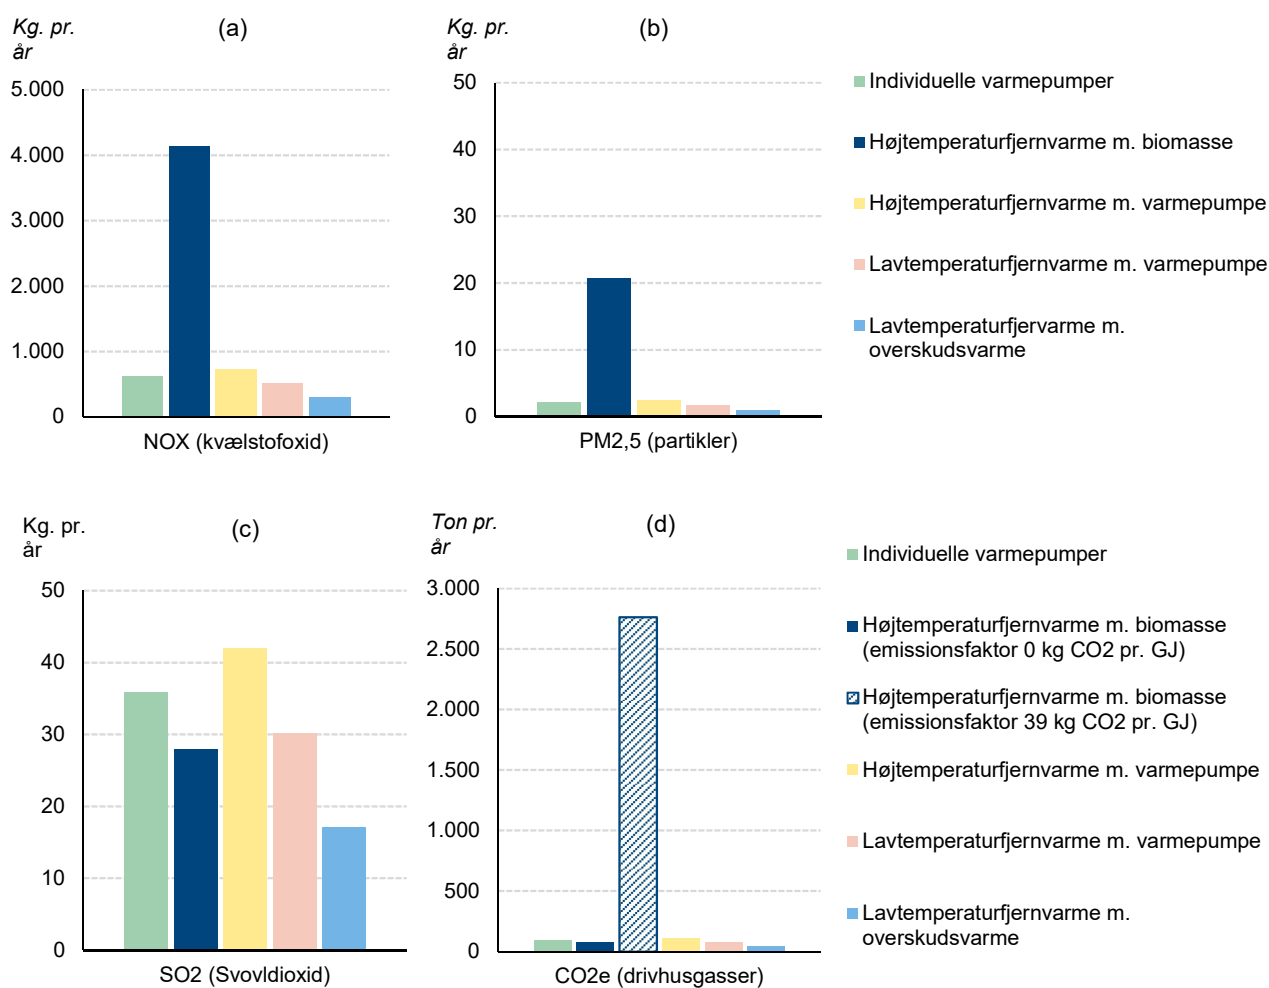 Kg. pr.
år
(a)
5.000
4.000
3.000
2.000
1.000
0
NOX (kvælstofoxid)
Kg. pr.
år
(b)
50
40
30
20
10
0
PM2,5 (partikler)
Individuelle varmepumper
Højtemperaturfjernvarme m. biomasse
Højtemperaturfjernvarme m. varmepumpe
Lavtemperaturfjernvarme m. varmepumpe
Lavtemperaturfjervarme m.
overskudsvarme
Kg. pr.
år
(c)
50
40
30
20
10
0
SO2 (Svovldioxid)
Ton pr.
år
(d)
3.000
2.500
2.000
1.500
1.000
500
0
CO2e (drivhusgasser)
Individuelle varmepumper
Højtemperaturfjernvarme m. biomasse
(emissionsfaktor 0 kg CO2 pr. GJ)
Højtemperaturfjernvarme m. biomasse
(emissionsfaktor 39 kg CO2 pr. GJ)
Højtemperaturfjernvarme m. varmepumpe
Lavtemperaturfjernvarme m. varmepumpe
Lavtemperaturfjernvarme m.
overskudsvarme